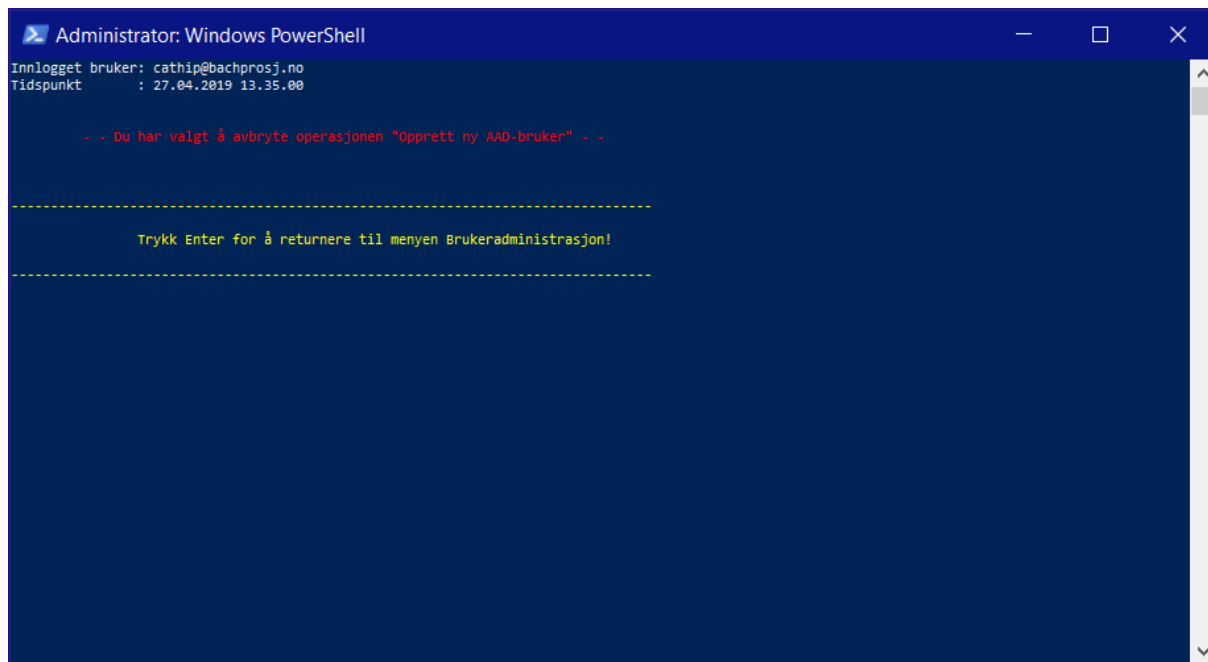 Administrator: Windows PowerShell
Innlogget bruker: cathip@bachprosj.no
Tidspunkt       : 27.04.2019 13.35.00
- - Du har valgt å avbryte operasjonen "Opprett ny AAD-bruker" - -
--------------------------------------------------------------------------------
Trykk Enter for å returnere til menyen Brukeradministrasjon!
--------------------------------------------------------------------------------